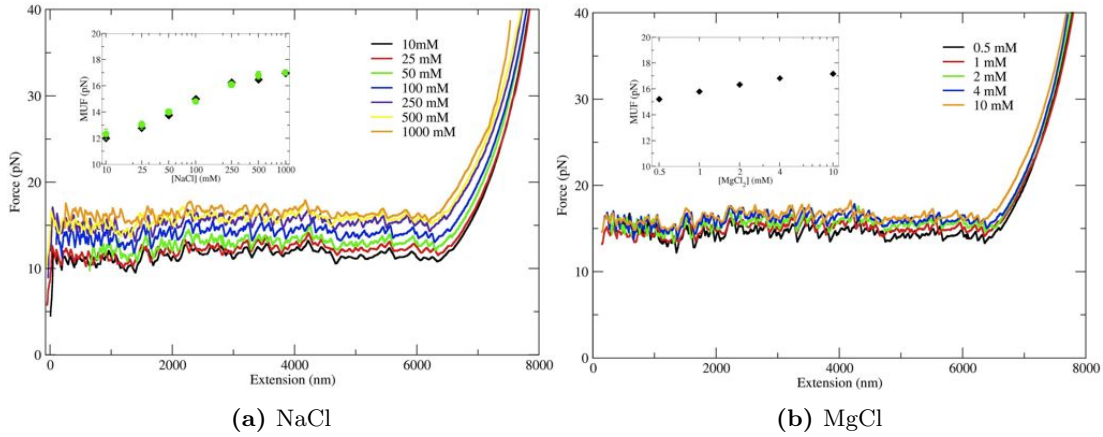 40
30
20
10
0
Force (pN)
0
2000
4000
6000
8000
Extension (nm)
20
18
16
14
12
10
MUF (pN)
10
25
50
100
250
500
1000
[NaCl] (mM)
10mM
25 mM
50 mM
100 mM
250 mM
500 mM
1000 mM
(a) NaCl
40
30
20
10
0
Force (pN)
0
2000
4000
6000
8000
Extension (nm)
20
18
16
14
12
10
MUF (pN)
0.5
1
2
4
10
[MgCl2] (mM)
0.5 mM
1 mM
2 mM
4 mM
10 mM
(b) MgCl